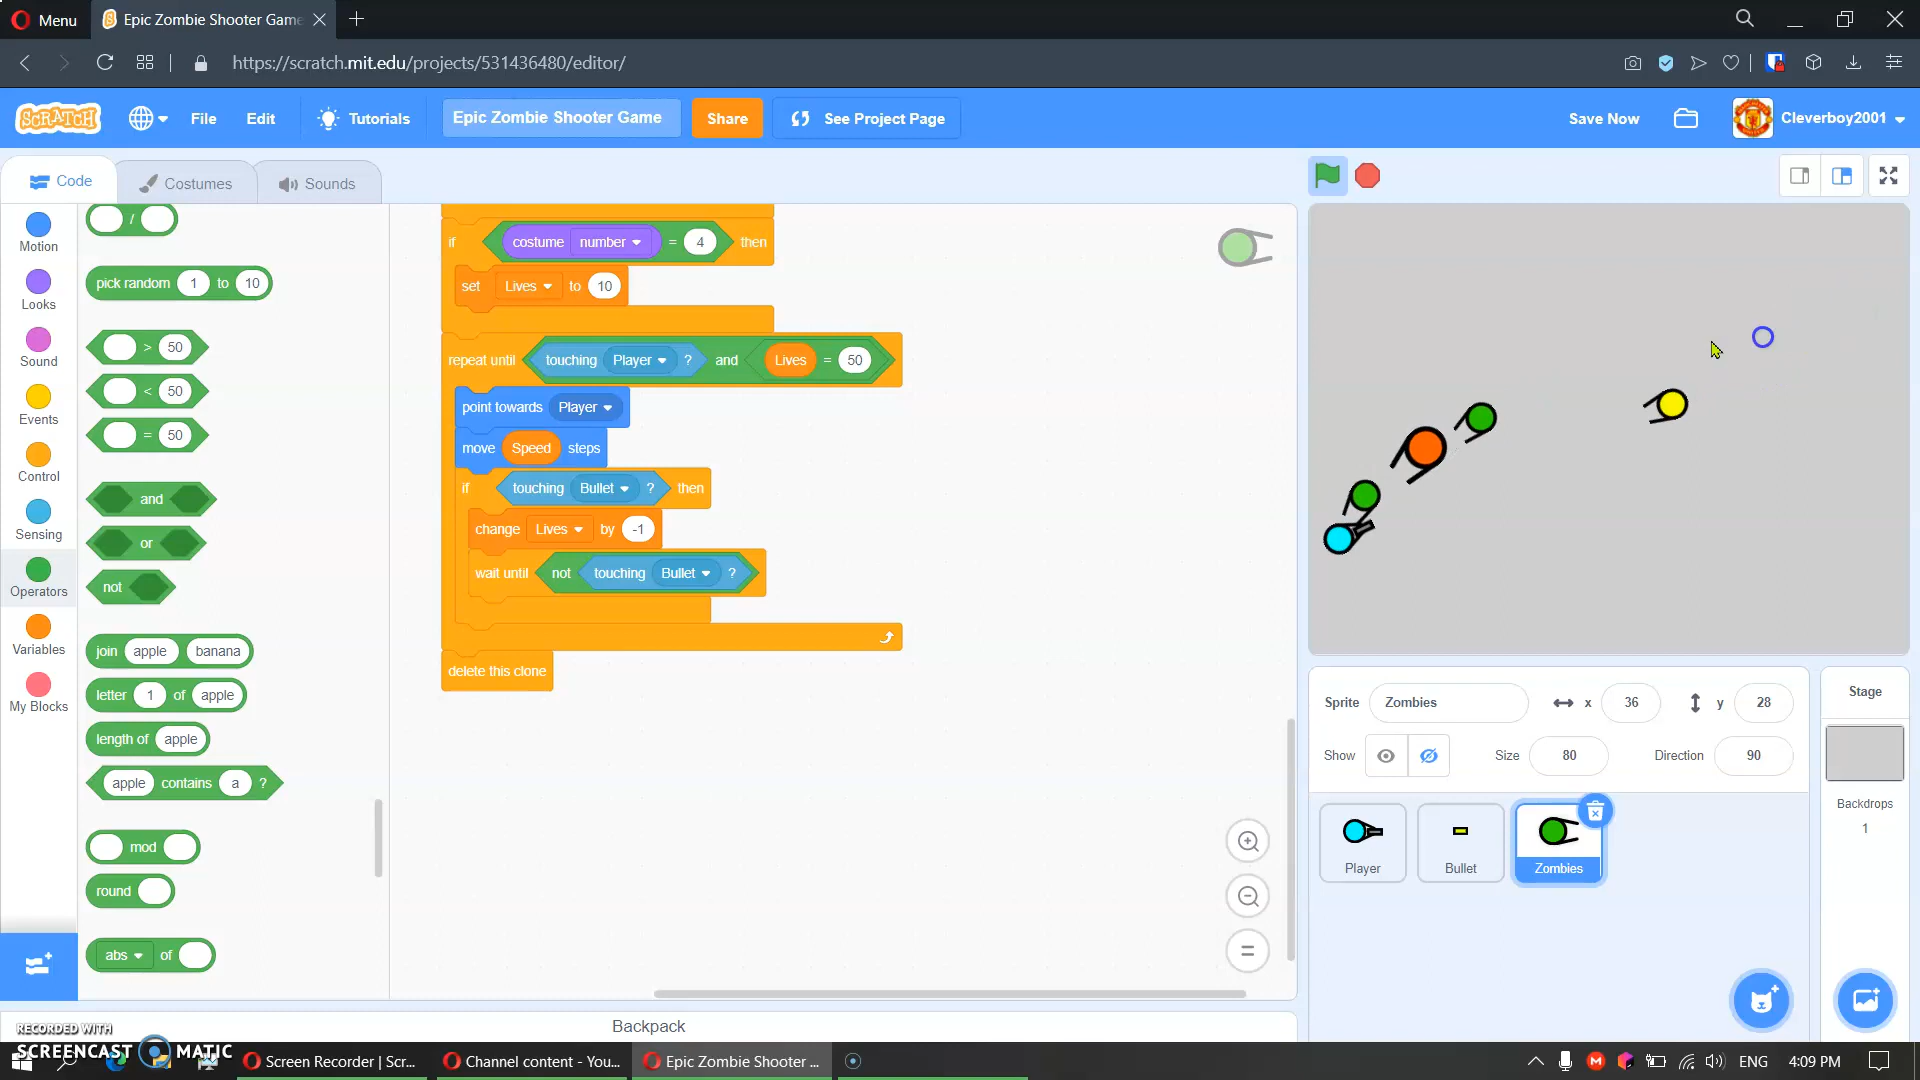 Menu
Epic Zombie Shooter Game
https://scratch.mit.edu/projects/531436480/editor/
SCRATCH
File
Edit
Tutorials
Epic Zombie Shooter Game
Share
See Project Page
Save Now
Cleverboy2001
Code
Costumes
Sounds
Motion
Looks
Sound
Events
Control
Sensing
Operators
Variables
My Blocks
/
pick random 1 to 10
> 50
< 50
= 50
and
or
not
join apple banana
letter 1 of apple
length of apple
apple contains a ?
mod
round
abs of
if costume number = 4 then
set Lives to 10
repeat until touching Player ? and Lives = 50
point towards Player
move Speed steps
if touching Bullet ? then
change Lives by -1
wait until not touching Bullet ?
delete this clone
Backpack
Sprite Zombies x 36 y 28
Show Size 80 Direction 90
Player
Bullet
Zombies
Stage
Backdrops
1
RECORDED WITH
SCREENCAST MATIC
Screen Recorder | Scr...
Channel content - You...
Epic Zombie Shooter ...
ENG
4:09 PM